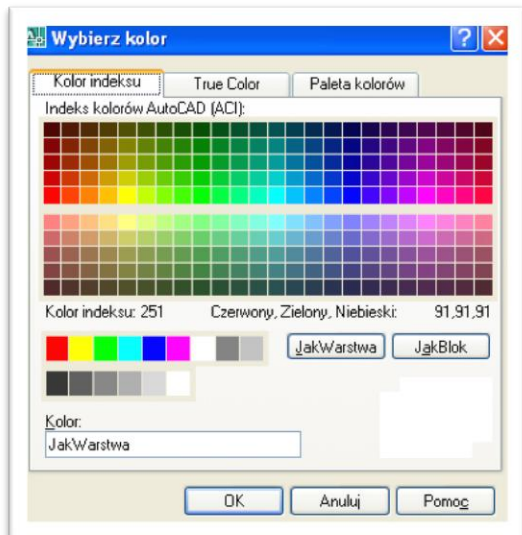 Wybierz kolor
Kolor indeksu True Color Paleta kolorów
Indeks kolorów AutoCAD (ACI):
Kolor indeksu: 251 Czerwony, Zielony, Niebieski: 91,91,91
JakWarstwa JakBlok
Kolor:
JakWarstwa
OK Anuluj Pomoc